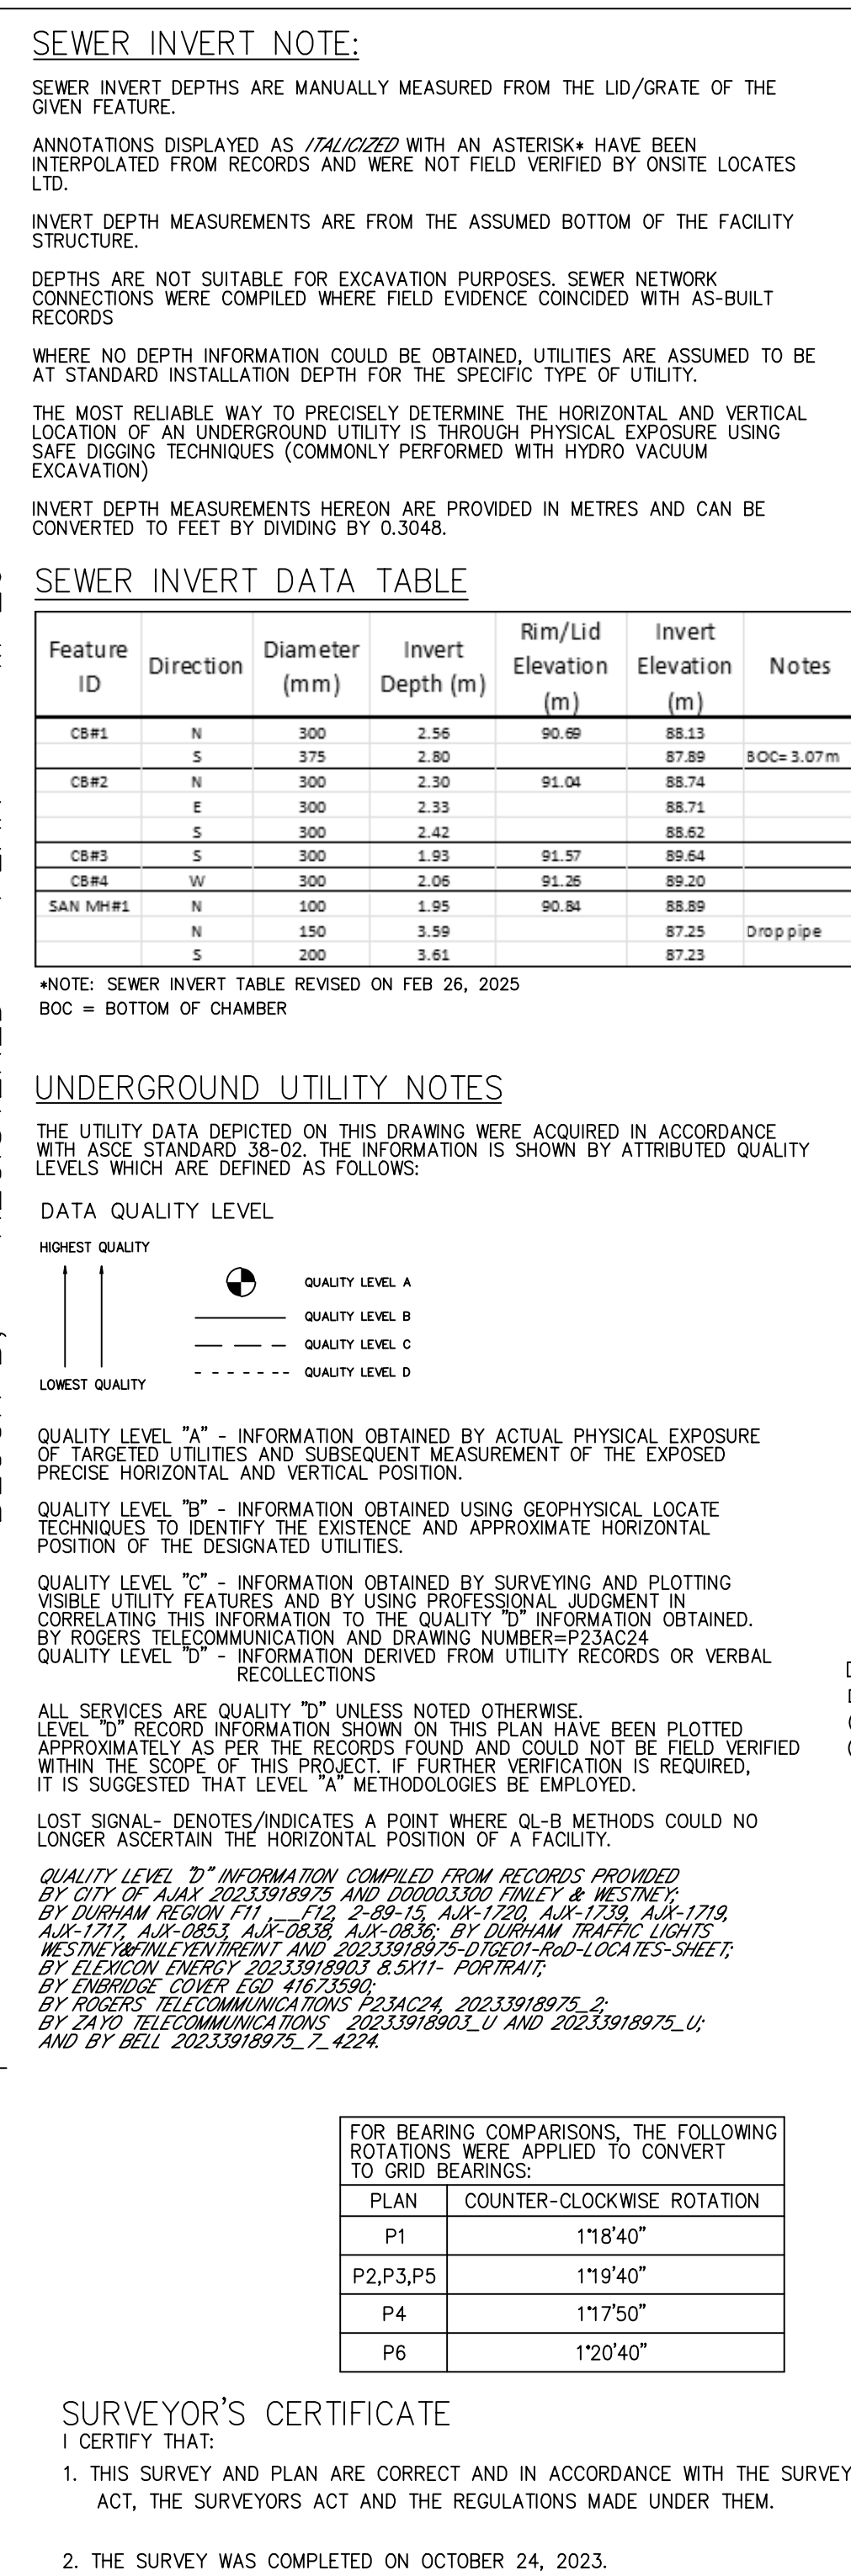 SEWER INVERT NOTE:
SEWER INVERT DEPTHS ARE MANUALLY MEASURED FROM THE LID/GRATE OF THE
GIVEN FEATURE.
ANNOTATIONS DISPLAYED AS ITALICIZED WITH AN ASTERISK* HAVE BEEN
INTERPOLATED FROM RECORDS AND WERE NOT FIELD VERIFIED BY ONSITE LOCATES
LTD.
INVERT DEPTH MEASUREMENTS ARE FROM THE ASSUMED BOTTOM OF THE FACILITY
STRUCTURE.
DEPTHS ARE NOT SUITABLE FOR EXCAVATION PURPOSES. SEWER NETWORK
CONNECTIONS WERE COMPILED WHERE FIELD EVIDENCE COINCIDED WITH AS-BUILT
RECORDS
WHERE NO DEPTH INFORMATION COULD BE OBTAINED, UTILITIES ARE ASSUMED TO BE
AT STANDARD INSTALLATION DEPTH FOR THE SPECIFIC TYPE OF UTILITY.
THE MOST RELIABLE WAY TO PRECISELY DETERMINE THE HORIZONTAL AND VERTICAL
LOCATION OF AN UNDERGROUND UTILITY IS THROUGH PHYSICAL EXPOSURE USING
SAFE DIGGING TECHNIQUES (COMMONLY PERFORMED WITH HYDRO VACUUM
EXCAVATION)
INVERT DEPTH MEASUREMENTS HEREON ARE PROVIDED IN METRES AND CAN BE
CONVERTED TO FEET BY DIVIDING BY 0.3048.
SEWER INVERT DATA TABLE
Feature ID Direction Diameter (mm) Invert Depth (m) Rim/Lid Elevation (m) Invert Elevation (m) Notes
CB#1 N 300 2.56 90.69 88.13
S 375 2.80 87.89 BOC=3.07m
CB#2 N 300 2.30 91.04 88.74
E 300 2.33 88.71
S 300 2.42 88.62
CB#3 S 300 1.93 91.57 89.64
CB#4 W 300 2.06 91.26 89.20
SAN MH#1 N 100 1.95 90.84 88.89
N 150 3.59 87.25 Drop pipe
S 200 3.61 87.23
*NOTE: SEWER INVERT TABLE REVISED ON FEB 26, 2025
BOC = BOTTOM OF CHAMBER
UNDERGROUND UTILITY NOTES
THE UTILITY DATA DEPICTED ON THIS DRAWING WERE ACQUIRED IN ACCORDANCE
WITH ASCE STANDARD 38-02. THE INFORMATION IS SHOWN BY ATTRIBUTED QUALITY
LEVELS WHICH ARE DEFINED AS FOLLOWS:
DATA QUALITY LEVEL
HIGHEST QUALITY
QUALITY LEVEL A
QUALITY LEVEL B
QUALITY LEVEL C
QUALITY LEVEL D
LOWEST QUALITY
QUALITY LEVEL "A" - INFORMATION OBTAINED BY ACTUAL PHYSICAL EXPOSURE
OF TARGETED UTILITIES AND SUBSEQUENT MEASUREMENT OF THE EXPOSED
PRECISE HORIZONTAL AND VERTICAL POSITION.
QUALITY LEVEL "B" - INFORMATION OBTAINED USING GEOPHYSICAL LOCATE
TECHNIQUES TO IDENTIFY THE EXISTENCE AND APPROXIMATE HORIZONTAL
POSITION OF THE DESIGNATED UTILITIES.
QUALITY LEVEL "C" - INFORMATION OBTAINED BY SURVEYING AND PLOTTING
VISIBLE UTILITY FEATURES AND BY USING PROFESSIONAL JUDGMENT IN
CORRELATING THIS INFORMATION TO THE QUALITY "D" INFORMATION OBTAINED.
BY ROGERS TELECOMMUNICATION AND DRAWING NUMBER=P23AC24
QUALITY LEVEL "D" - INFORMATION DERIVED FROM UTILITY RECORDS OR VERBAL
RECOLLECTIONS
ALL SERVICES ARE QUALITY "D" UNLESS NOTED OTHERWISE.
LEVEL "D" RECORD INFORMATION SHOWN ON THIS PLAN HAVE BEEN PLOTTED
APPROXIMATELY AS PER THE RECORDS FOUND AND COULD NOT BE FIELD VERIFIED
WITHIN THE SCOPE OF THIS PROJECT. IF FURTHER VERIFICATION IS REQUIRED,
IT IS SUGGESTED THAT LEVEL "A" METHODOLOGIES BE EMPLOYED.
LOST SIGNAL- DENOTES/INDICATES A POINT WHERE QL-B METHODS COULD NO
LONGER ASCERTAIN THE HORIZONTAL POSITION OF A FACILITY.
QUALITY LEVEL "D" INFORMATION COMPILED FROM RECORDS PROVIDED
BY CITY OF AJAX 20233918975 AND D00003300 FINLEY & WESTNEY;
BY DURHAM REGION F11 ,__F12, 2-89-15, AJX-1720, AJX-1739, AJX-1719,
AJX-1717, AJX-0853, AJX-0838, AJX-0836; BY DURHAM TRAFFIC LIGHTS
WESTNEY&FINLEYENTIREINT AND 20233918975-DTGE01-RoD-LOCATES-SHEET;
BY ELEXICON ENERGY 20233918903 8.5X11- PORTRAIT;
BY ENBRIDGE COVER EGD 41673590;
BY ROGERS TELECOMMUNICATIONS P23AC24, 20233918975_2;
BY ZAYO TELECOMMUNICATIONS 20233918903_U AND 20233918975_U;
AND BY BELL 20233918975_7_4224.
FOR BEARING COMPARISONS, THE FOLLOWING
ROTATIONS WERE APPLIED TO CONVERT
TO GRID BEARINGS:
PLAN COUNTER-CLOCKWISE ROTATION
P1 1°18'40"
P2,P3,P5 1°19'40"
P4 1°17'50"
P6 1°20'40"
SURVEYOR'S CERTIFICATE
I CERTIFY THAT:
1. THIS SURVEY AND PLAN ARE CORRECT AND IN ACCORDANCE WITH THE SURVEY
ACT, THE SURVEYORS ACT AND THE REGULATIONS MADE UNDER THEM.
2. THE SURVEY WAS COMPLETED ON OCTOBER 24, 2023.